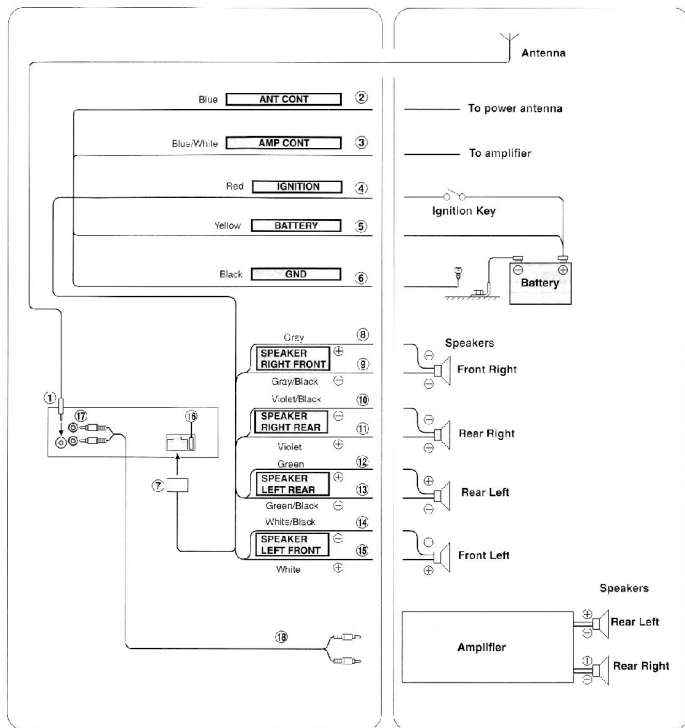 Antenna
Blue ANT CONT ②
To power antenna
Blue/White AMP CONT ③
To amplifier
Red IGNITION ④
Ignition Key
Yellow BATTERY ⑤
Black GND ⑥
⊖ ⊕
Battery
Gray ⑧
Speakers
SPEAKER ⊕
RIGHT FRONT ⑨
⊖
Front Right
⊖
Gray/Black ⊖
Violet/Black ⑩
SPEAKER ⊖
RIGHT REAR ⑪
⊖
Rear Right
⊕
Violet ⊕
Green ⑫
SPEAKER ⊕
LEFT REAR ⑬
⊕
Rear Left
⊖
Green/Black ⊖
White/Black ⑭
SPEAKER ⊖
LEFT FRONT ⑮
Front Left
⊕
White ⊕
①
⑰
⑯
⑦
⑱
Speakers
Amplifier
⊕
Rear Left
⊖
⊕
Rear Right
⊖